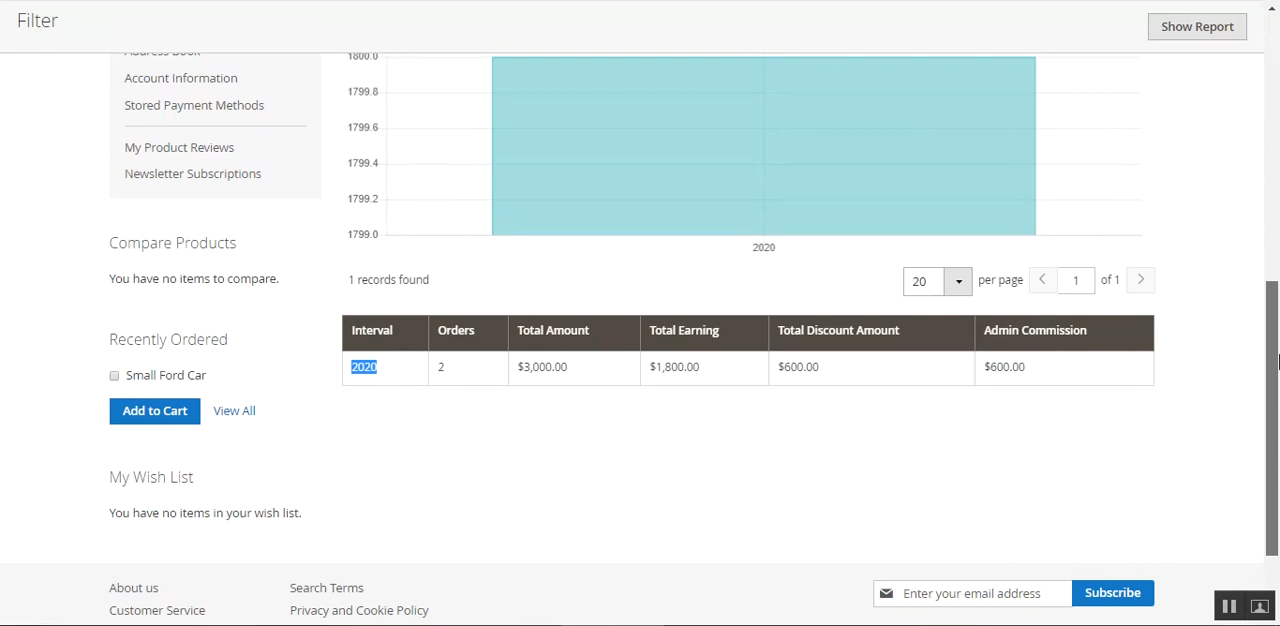 Filter
Show Report
Address Book
Account Information
Stored Payment Methods
My Product Reviews
Newsletter Subscriptions
1800.0
1799.8
1799.6
1799.4
1799.2
1799.0
2020
Compare Products
You have no items to compare.
1 records found
20 per page 1 of 1
Interval Orders Total Amount Total Earning Total Discount Amount Admin Commission
2020 2 $3,000.00 $1,800.00 $600.00 $600.00
Recently Ordered
Small Ford Car
Add to Cart View All
My Wish List
You have no items in your wish list.
About us Search Terms
Customer Service Privacy and Cookie Policy
Enter your email address Subscribe